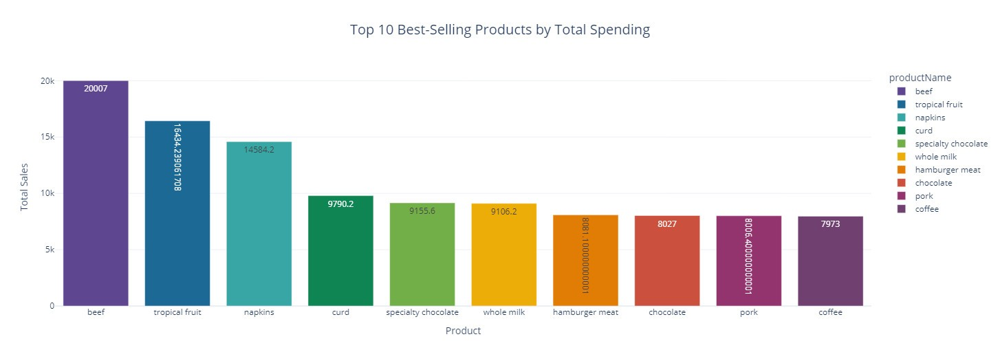 Top 10 Best-Selling Products by Total Spending
Total Sales
20k
15k
10k
5k
0
20007
16434.239061708
14584.2
9790.2
9155.6
9106.2
8081.100000000001
8027
8006.400000000001
7973
beef
tropical fruit
napkins
curd
specialty chocolate
whole milk
hamburger meat
chocolate
pork
coffee
Product
productName
beef
tropical fruit
napkins
curd
specialty chocolate
whole milk
hamburger meat
chocolate
pork
coffee